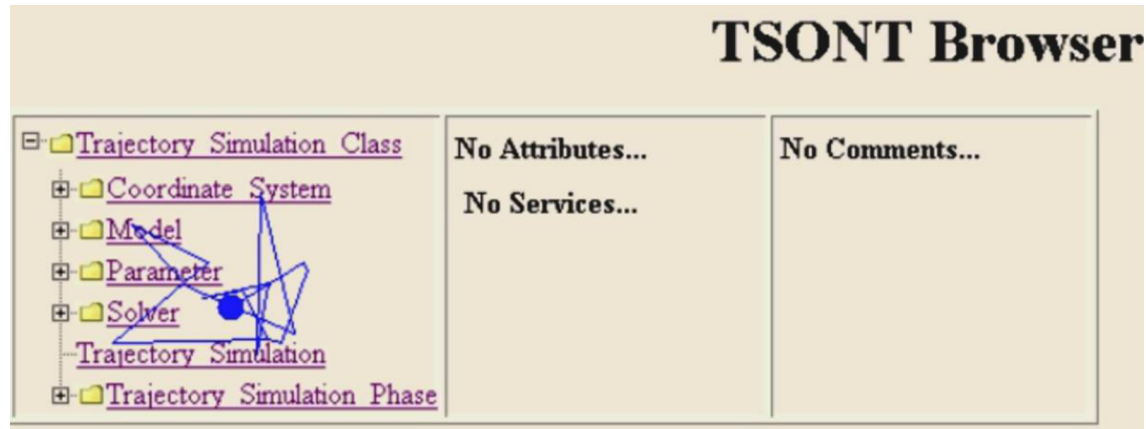 TSONT Browser
Trajectory Simulation Class
Coordinate System
Model
Parameter
Solver
Trajectory Simulation
Trajectory Simulation Phase
No Attributes...
No Services...
No Comments...